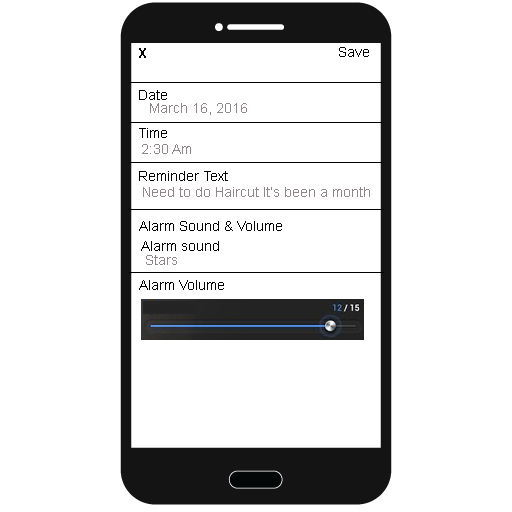 X Save
Date
March 16, 2016
Time
2:30 Am
Reminder Text
Need to do Haircut It's been a month
Alarm Sound & Volume
Alarm sound
Stars
Alarm Volume
12 / 15